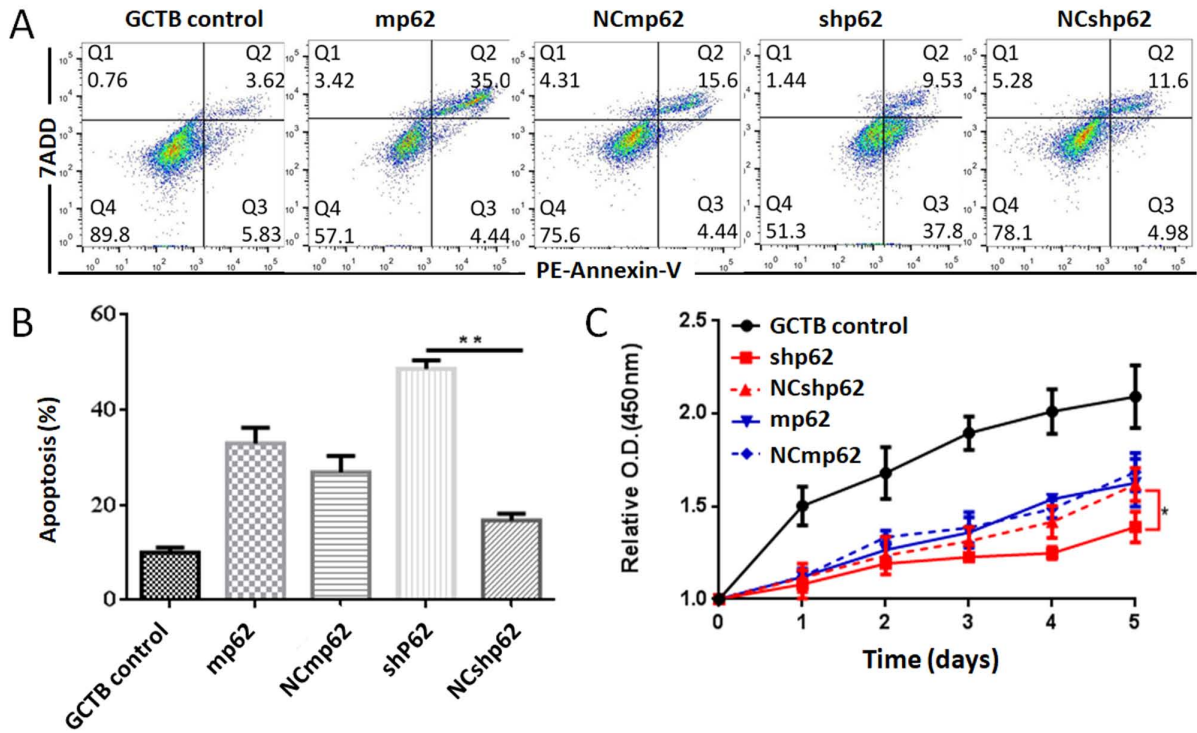 A
GCTB control
mp62
NCmp62
shp62
NCshp62
7ADD
Q1
0.76
Q2
3.62
Q4
89.8
Q3
5.83
Q1
3.42
Q2
35.0
Q4
57.1
Q3
4.44
Q1
4.31
Q2
15.6
Q4
75.6
Q3
4.44
Q1
1.44
Q2
9.53
Q4
51.3
Q3
37.8
Q1
5.28
Q2
11.6
Q4
78.1
Q3
4.98
PE-Annexin-V
B
Apoptosis (%)
60
40
20
0
**
GCTB control
mp62
NCmp62
shP62
NCshp62
C
Relative O.D.(450nm)
2.5
2.0
1.5
1.0
GCTB control
shp62
NCshp62
mp62
NCmp62
*
0 1 2 3 4 5
Time (days)